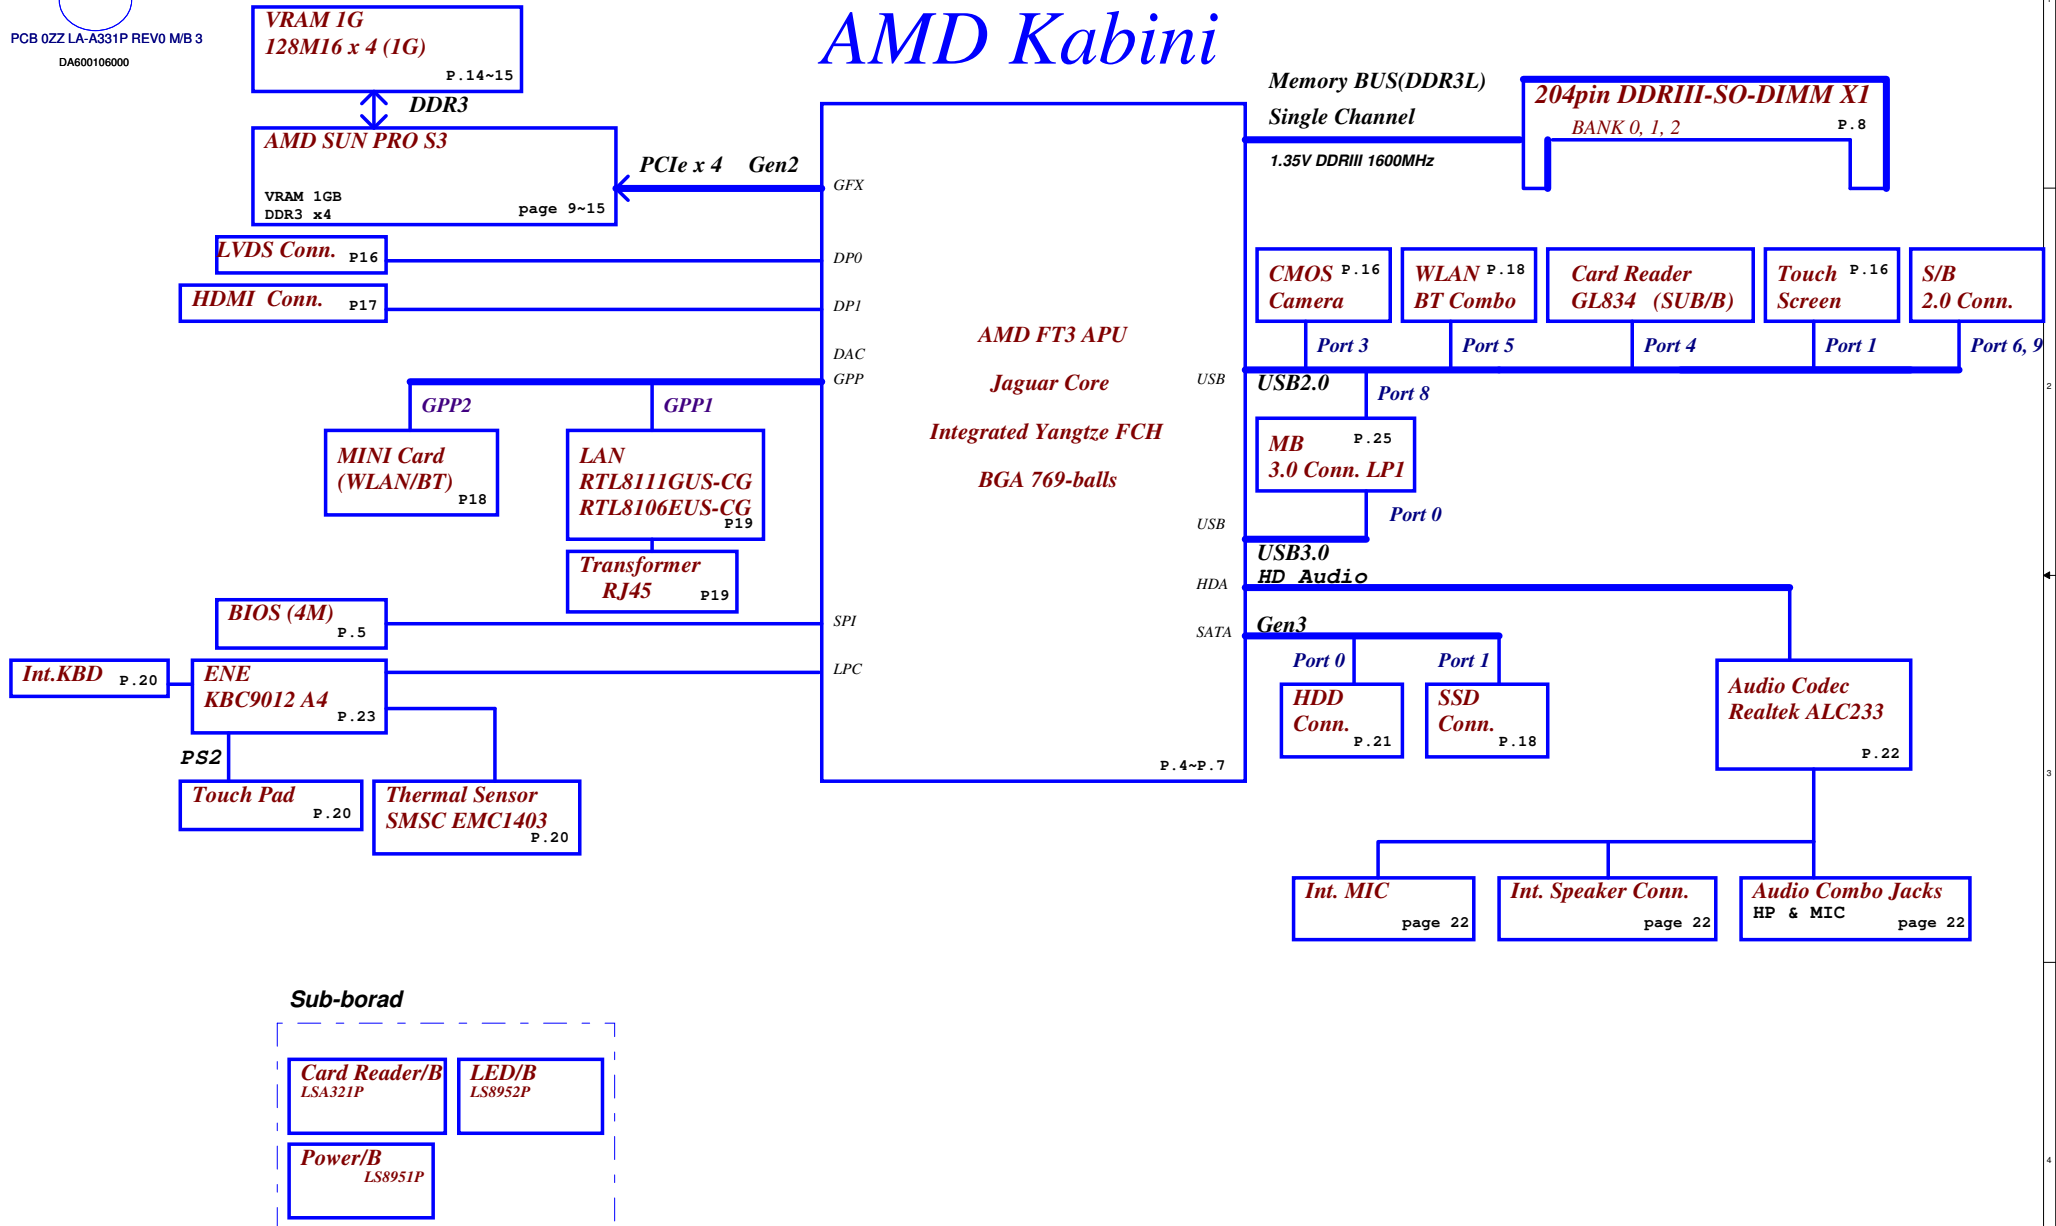 AMD Kabini
PCB 0ZZ LA-A331P REV0 M/B 3
DA600106000
VRAM 1G
128M16 x 4 (1G)
P.14~15
DDR3
AMD SUN PRO S3
VRAM 1GB
DDR3 x4
page 9~15
PCIe x 4 Gen2
GFX
LVDS Conn. P16
DP0
HDMI Conn. P17
DP1
DAC
GPP
GPP2
GPP1
MINI Card
(WLAN/BT)
P18
LAN
RTL8111GUS-CG
RTL8106EUS-CG
P19
Transformer
RJ45 P19
BIOS (4M)
P.5
SPI
Int.KBD P.20
ENE
KBC9012 A4
P.23
LPC
PS2
Touch Pad
P.20
Thermal Sensor
SMSC EMC1403
P.20
AMD FT3 APU
Jaguar Core
Integrated Yangtze FCH
BGA 769-balls
P.4~P.7
Memory BUS(DDR3L)
Single Channel
1.35V DDRIII 1600MHz
204pin DDRIII-SO-DIMM X1
BANK 0, 1, 2 P.8
CMOS P.16
Camera
WLAN P.18
BT Combo
Card Reader
GL834 (SUB/B)
Touch P.16
Screen
S/B
2.0 Conn.
Port 3
Port 5
Port 4
Port 1
Port 6, 9
USB
USB2.0
Port 8
MB P.25
3.0 Conn. LP1
Port 0
USB
USB3.0
HD Audio
HDA
SATA
Gen3
Port 0
Port 1
HDD
Conn.
P.21
SSD
Conn.
P.18
Audio Codec
Realtek ALC233
P.22
Int. MIC
page 22
Int. Speaker Conn.
page 22
Audio Combo Jacks
HP & MIC page 22
Sub-borad
Card Reader/B
LSA321P
LED/B
LS8952P
Power/B
LS8951P
2
3
4